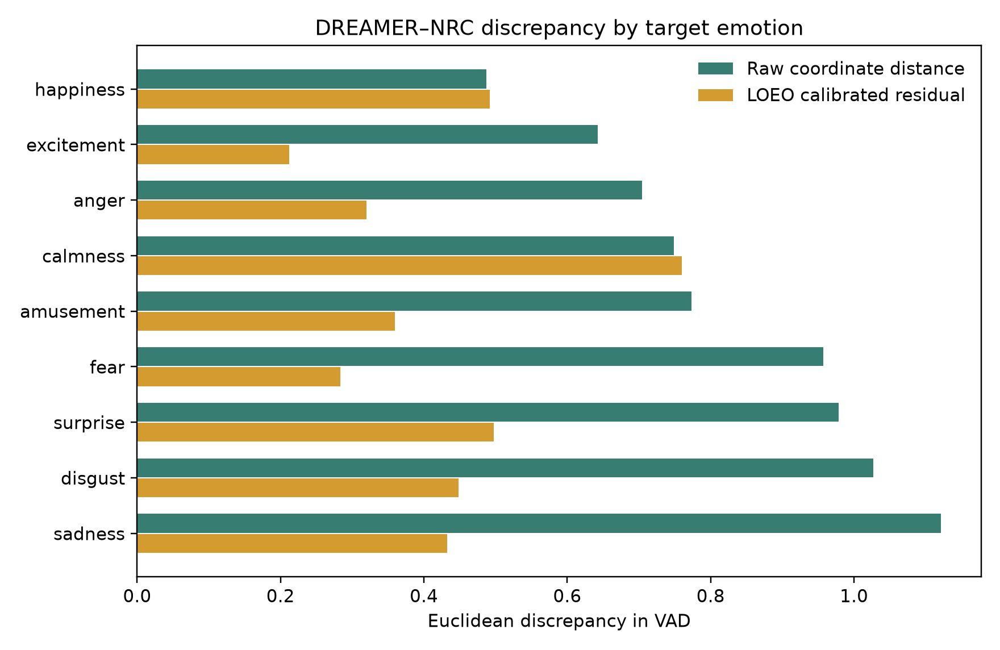 DREAMER–NRC discrepancy by target emotion
Raw coordinate distance
LOEO calibrated residual
happiness
excitement
anger
calmness
amusement
fear
surprise
disgust
sadness
0.0 0.2 0.4 0.6 0.8 1.0
Euclidean discrepancy in VAD